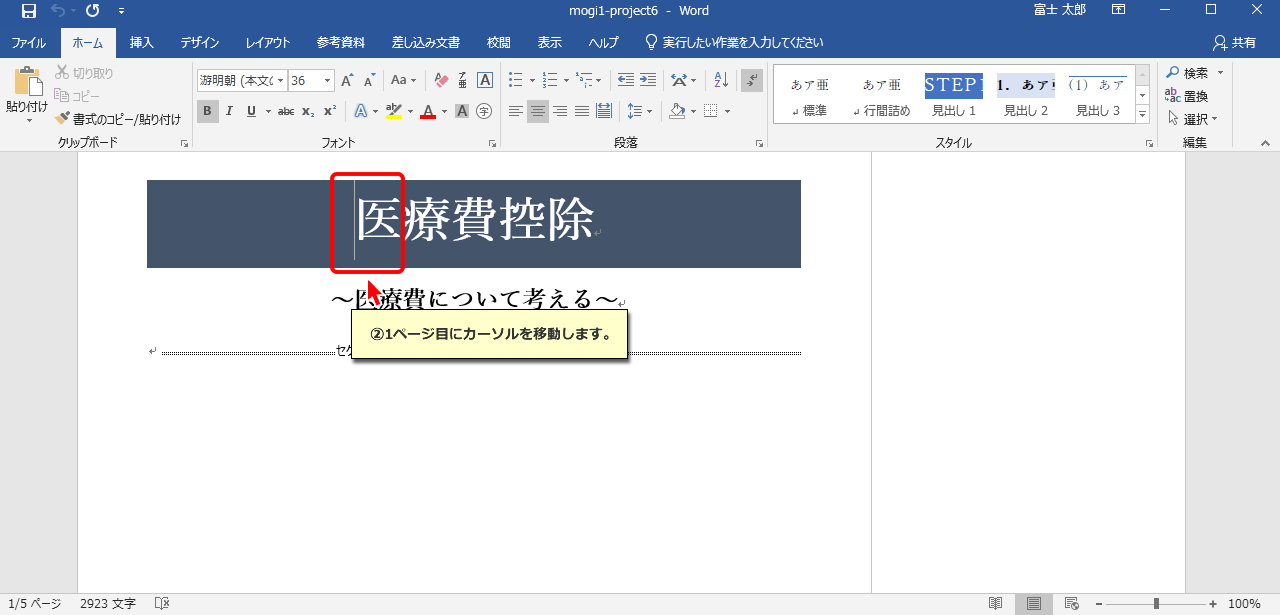 mogi1-project6 - Word
富士 太郎
ファイル
ホーム
挿入
デザイン
レイアウト
参考資料
差し込み文書
校閲
表示
ヘルプ
実行したい作業を入力してください
共有
貼り付け
切り取り
コピー
書式のコピー/貼り付け
クリップボード
游明朝 (本文の
36
フォント
段落
あア亜
標準
あア亜
行間詰め
STEP1
見出し 1
1. あア
見出し 2
(1) あア
見出し 3
スタイル
検索
置換
選択
編集
医療費控除
～医療費について考える～
②1ページ目にカーソルを移動します。
1/5 ページ
2923 文字
100%